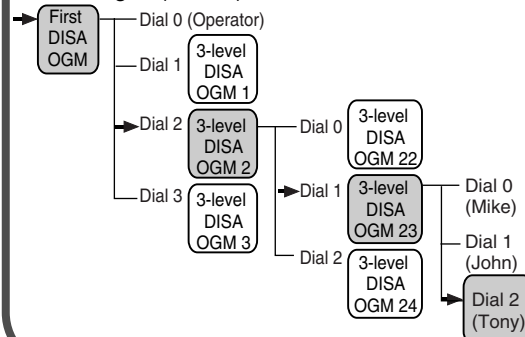 First
DISA
OGM
Dial 0 (Operator)
Dial 1
3-level
DISA
OGM 1
Dial 2
3-level
DISA
OGM 2
Dial 3
3-level
DISA
OGM 3
Dial 0
3-level
DISA
OGM 22
Dial 1
3-level
DISA
OGM 23
Dial 2
3-level
DISA
OGM 24
Dial 0
(Mike)
Dial 1
(John)
Dial 2
(Tony)